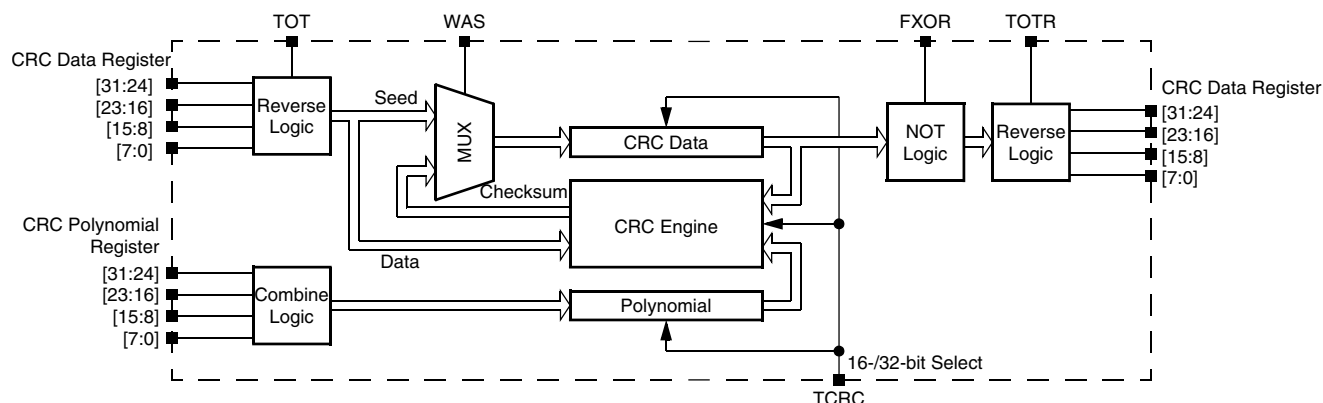 TOT
WAS
FXOR
TOTR
CRC Data Register
[31:24]
[23:16]
[15:8]
[7:0]
Reverse
Logic
Seed
MUX
CRC Data
NOT
Logic
Reverse
Logic
CRC Data Register
[31:24]
[23:16]
[15:8]
[7:0]
Checksum
CRC Engine
Data
CRC Polynomial
Register
[31:24]
[23:16]
[15:8]
[7:0]
Combine
Logic
Polynomial
16-/32-bit Select
TCRC